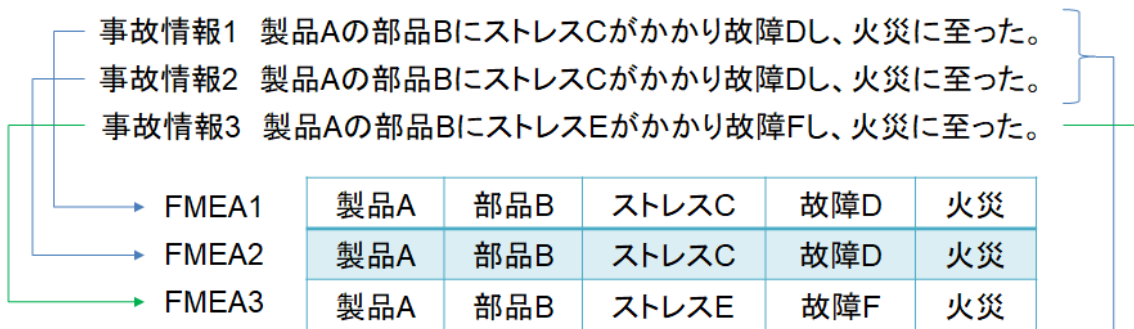 事故情報1 製品Aの部品BにストレスCがかかり故障Dし、火災に至った。
事故情報2 製品Aの部品BにストレスCがかかり故障Dし、火災に至った。
事故情報3 製品Aの部品BにストレスEがかかり故障Fし、火災に至った。
FMEA1 製品A 部品B ストレスC 故障D 火災
FMEA2 製品A 部品B ストレスC 故障D 火災
FMEA3 製品A 部品B ストレスE 故障F 火災